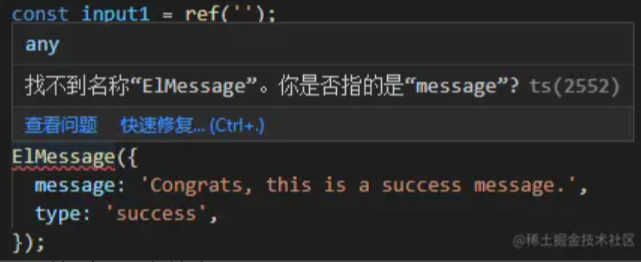 const input1 = ref('');
any
找不到名称“ElMessage”。你是否指的是“message”? ts(2552)
查看问题 快速修复... (Ctrl+.)
ElMessage({
  message: 'Congrats, this is a success message.',
  type: 'success',
});
@稀土掘金技术社区